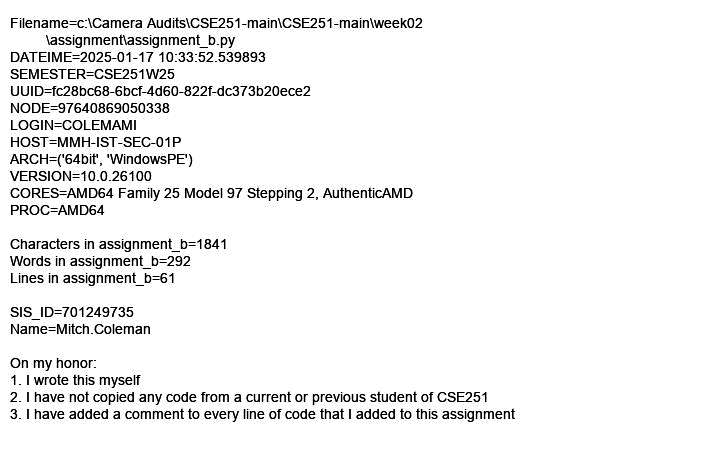 Filename=c:\Camera Audits\CSE251-main\CSE251-main\week02
\assignment\assignment_b.py
DATEIME=2025-01-17 10:33:52.539893
SEMESTER=CSE251W25
UUID=fc28bc68-6bcf-4d60-822f-dc373b20ece2
NODE=97640869050338
LOGIN=COLEMAMI
HOST=MMH-IST-SEC-01P
ARCH=('64bit', 'WindowsPE')
VERSION=10.0.26100
CORES=AMD64 Family 25 Model 97 Stepping 2, AuthenticAMD
PROC=AMD64
Characters in assignment_b=1841
Words in assignment_b=292
Lines in assignment_b=61
SIS_ID=701249735
Name=Mitch.Coleman
On my honor:
1. I wrote this myself
2. I have not copied any code from a current or previous student of CSE251
3. I have added a comment to every line of code that I added to this assignment